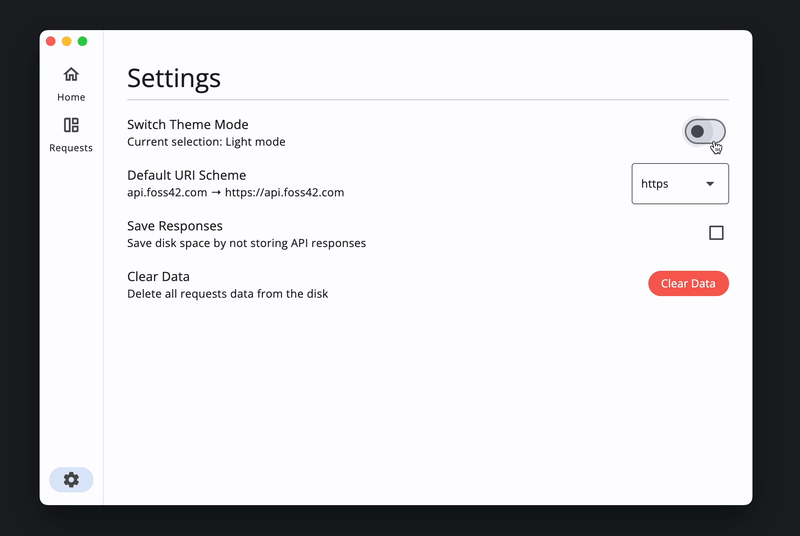 Settings
Home
Requests
Switch Theme Mode
Current selection: Light mode
Default URI Scheme
api.foss42.com → https://api.foss42.com
https
Save Responses
Save disk space by not storing API responses
Clear Data
Delete all requests data from the disk
Clear Data